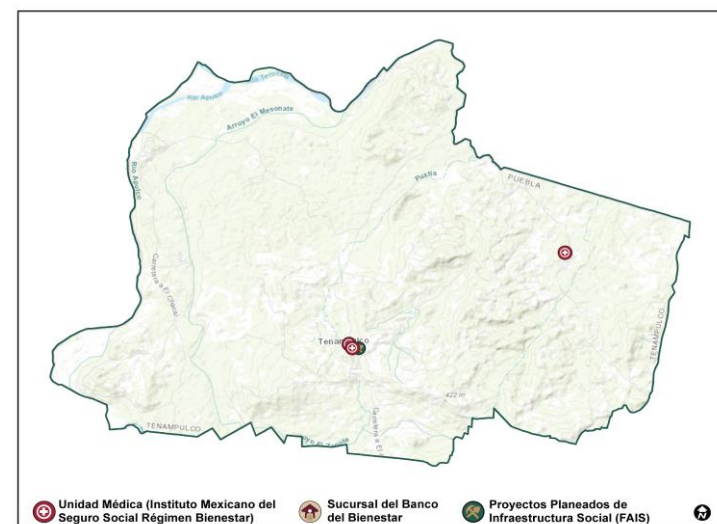 Río Apulco
Arroyo El Mesonate
Río Apulco
Puxtla
PUEBLA
Carretera a El Chacal
TENAMPULCO
422 m
TENAMPULCO
Unidad Médica (Instituto Mexicano del
Seguro Social Régimen Bienestar)
Sucursal del Banco
del Bienestar
Proyectos Planeados de
Infraestructura Social (FAIS)